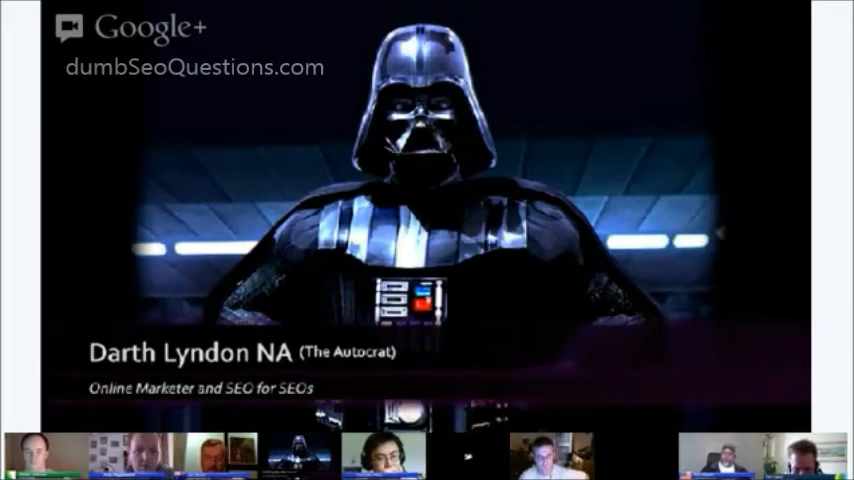 Google+
dumbSeoQuestions.com
Darth Lyndon NA (The Autocrat)
Online Marketer and SEO for SEOs